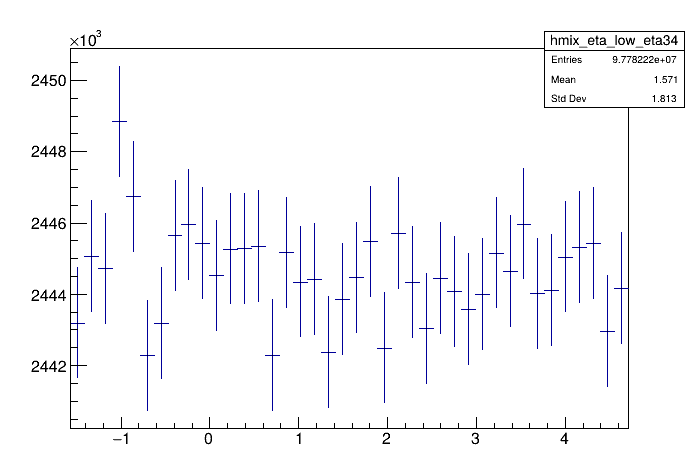 ×10³
hmix_eta_low_eta34
Entries 9.778222e+07
Mean 1.571
Std Dev 1.813
2450
2448
2446
2444
2442
−1 0 1 2 3 4